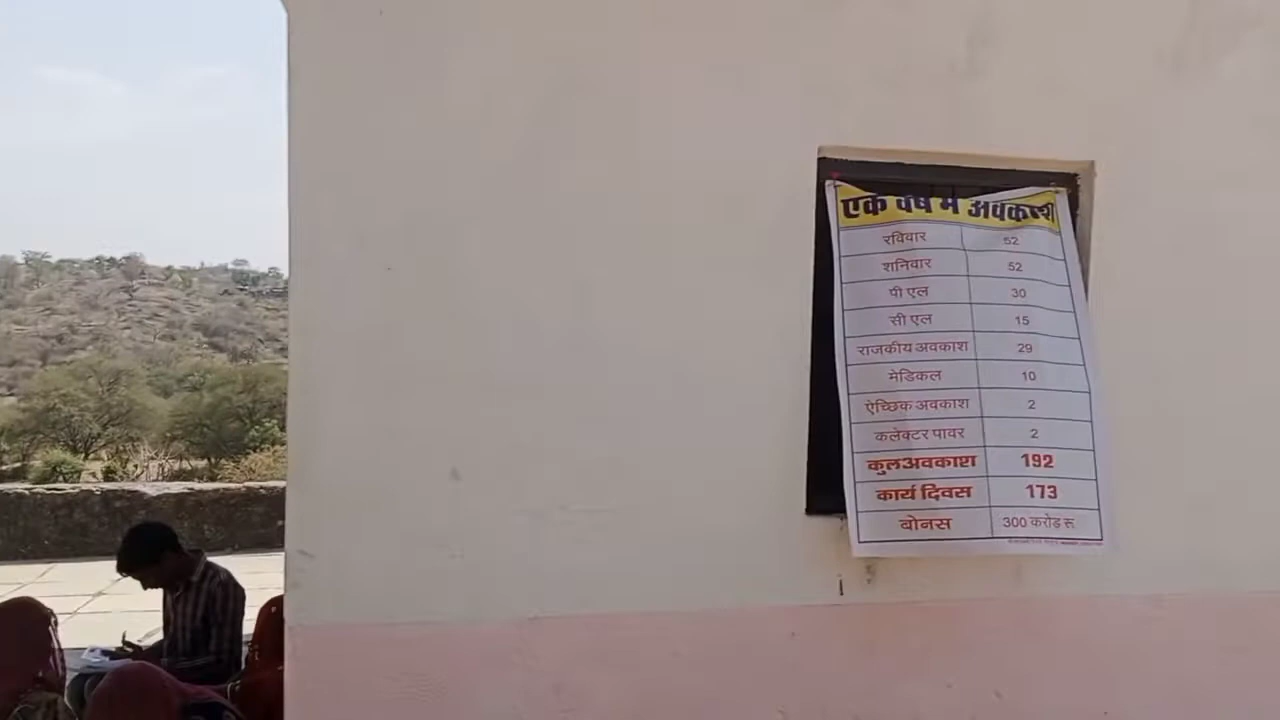 एक वर्ष में अवकाश
रविवार 52
शनिवार 52
पी एल 30
सी एल 15
राजकीय अवकाश 29
मेडिकल 10
ऐच्छिक अवकाश 2
कलेक्टर पावर 2
कुलअवकाश 192
कार्य दिवस 173
बोनस 300 करोड रू